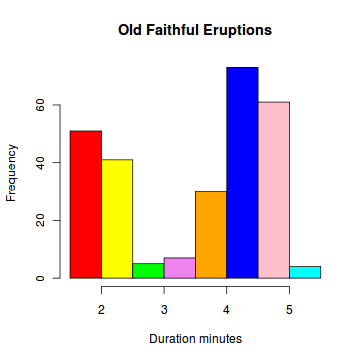 Old Faithful Eruptions
Frequency
60
40
20
0
2 3 4 5
Duration minutes